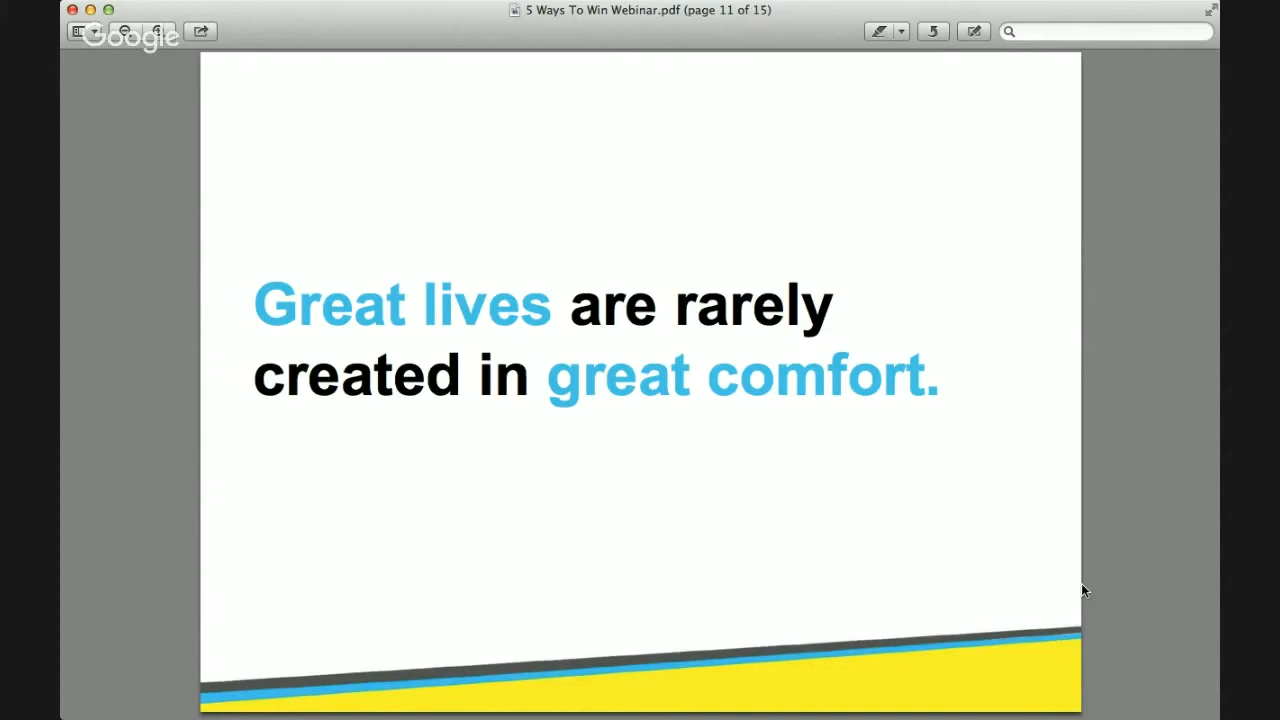 5 Ways To Win Webinar.pdf (page 11 of 15)
Google
Great lives are rarely
created in great comfort.